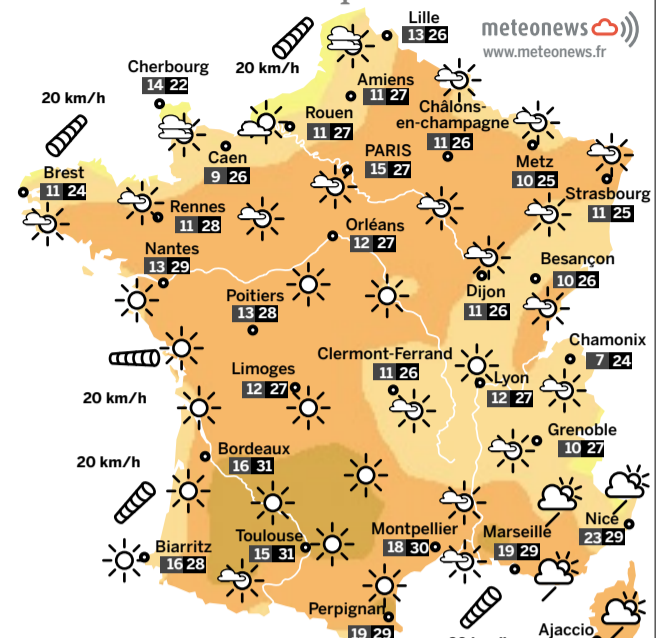 Lille
13 26
meteonews
www.meteonews.fr
Cherbourg
14 22
20 km/h
20 km/h
Amiens
11 27
Rouen
11 27
Châlons-
en-champagne
11 26
Caen
9 26
PARIS
15 27
Metz
10 25
Strasbourg
11 25
Brest
11 24
Rennes
11 28
Orléans
12 27
Nantes
13 29
Besançon
10 26
Dijon
11 26
Poitiers
13 28
Chamonix
7 24
Clermont-Ferrand
11 26
Limoges
12 27
Lyon
12 27
20 km/h
Grenoble
10 27
Bordeaux
16 31
20 km/h
Nice
23 29
Toulouse
15 31
Montpellier
18 30
Marseille
19 29
Biarritz
16 28
Perpignan
19 29
Ajaccio